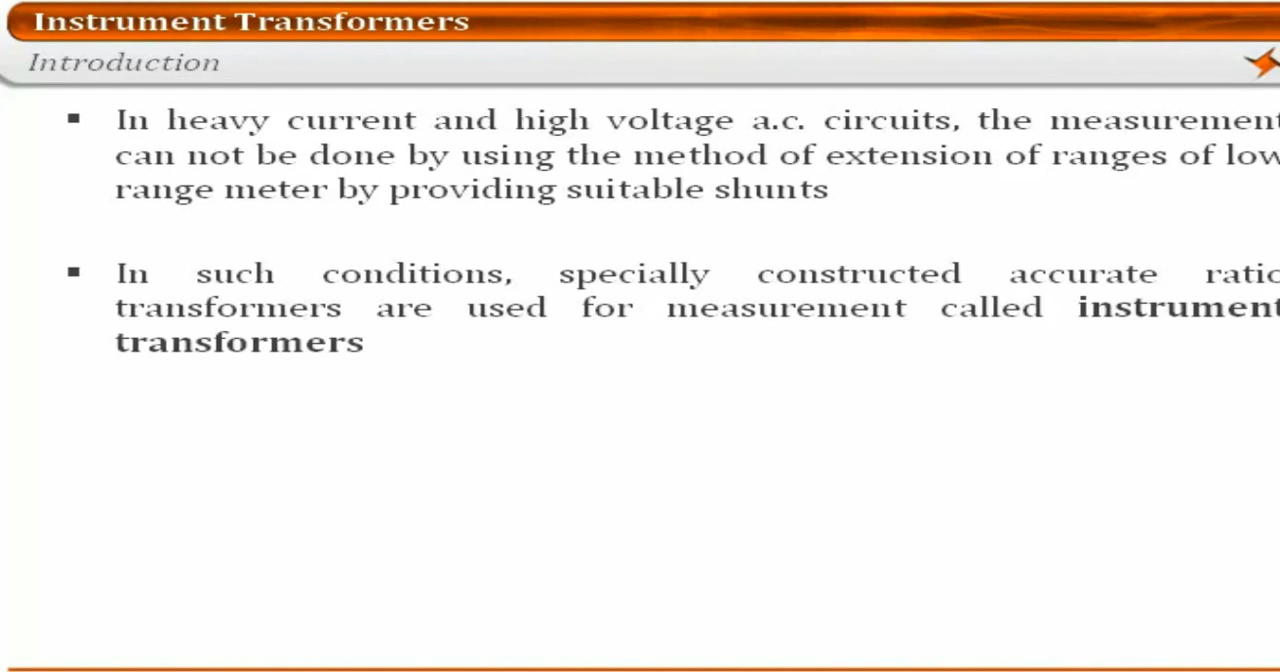 Instrument Transformers
Introduction
▪ In heavy current and high voltage a.c. circuits, the measurement
can not be done by using the method of extension of ranges of low
range meter by providing suitable shunts
▪ In such conditions, specially constructed accurate ratio
transformers are used for measurement called instrument
transformers